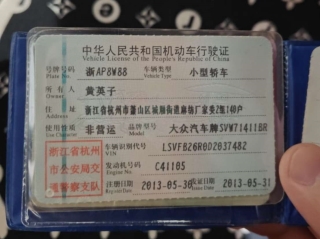 中华人民共和国机动车行驶证
Vehicle License of the People's Republic of China
号牌号码 浙AP8W88 车辆类型 小型轿车
Plate No. Vehicle Type
所有人 黄英子
Owner
住址 浙江省杭州市萧山区城厢街道麻纺厂家委2幢140户
Address
使用性质 非营运 品牌型号 大众汽车牌SVW71411BR
Use Character Model
浙江省杭州市公安局交通警察支队
车辆识别代号 LSVFB26R0D2637482
VIN
发动机号码 C41105
Engine No.
注册日期 2013-05-30 发证日期 2013-05-31
Register Date Issue Date